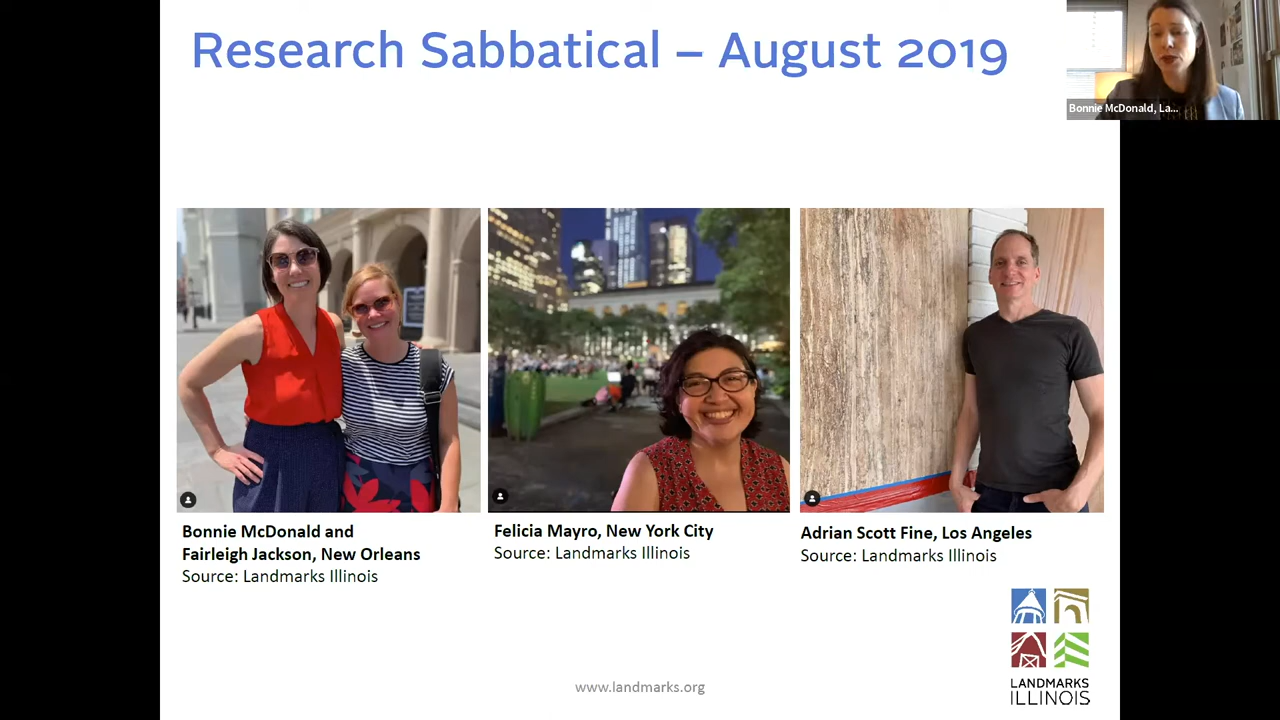 Research Sabbatical – August 2019
Bonnie McDonald, La...
Bonnie McDonald and
Fairleigh Jackson, New Orleans
Source: Landmarks Illinois
Felicia Mayro, New York City
Source: Landmarks Illinois
Adrian Scott Fine, Los Angeles
Source: Landmarks Illinois
LANDMARKS
ILLINOIS
www.landmarks.org